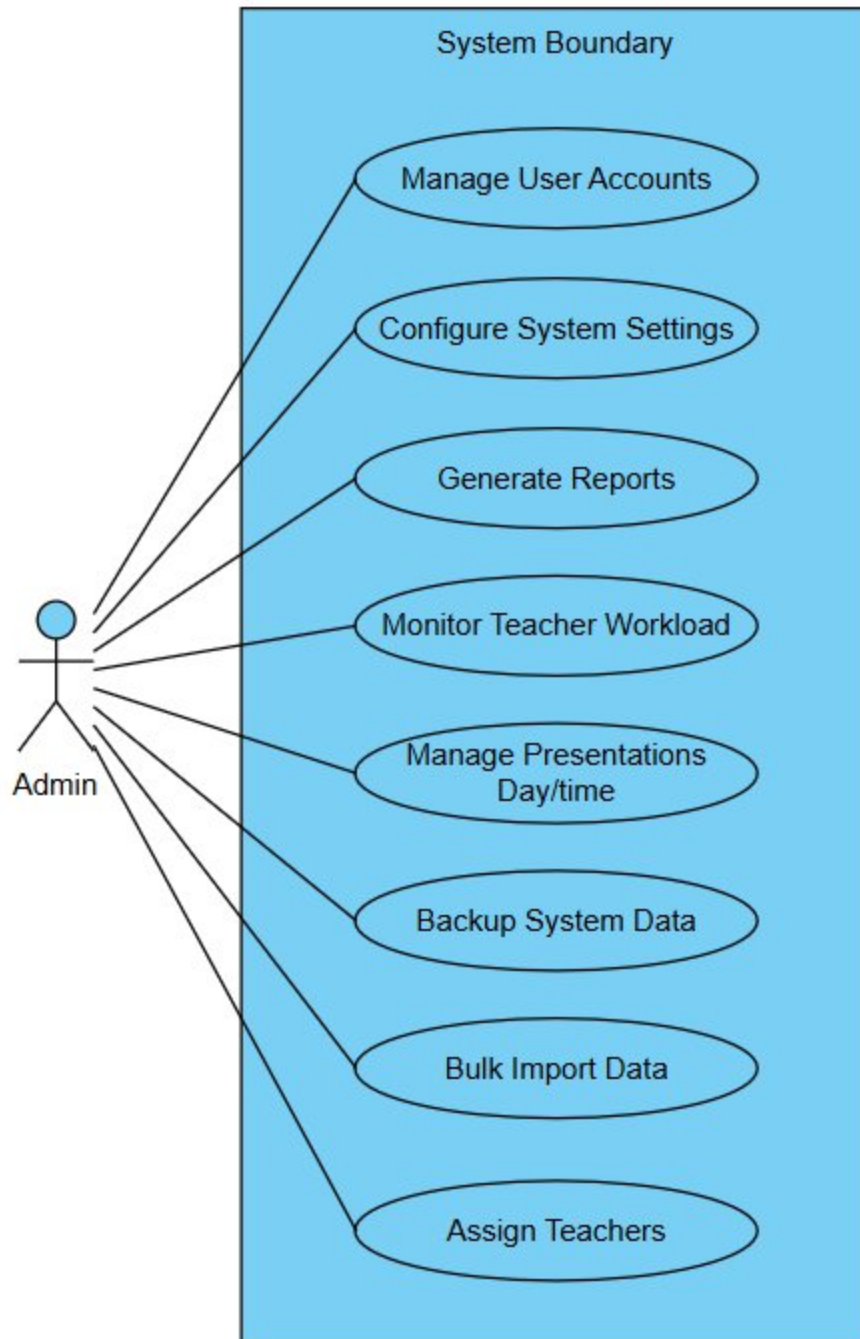 System Boundary
Manage User Accounts
Configure System Settings
Generate Reports
Monitor Teacher Workload
Manage Presentations
Day/time
Admin
Backup System Data
Bulk Import Data
Assign Teachers